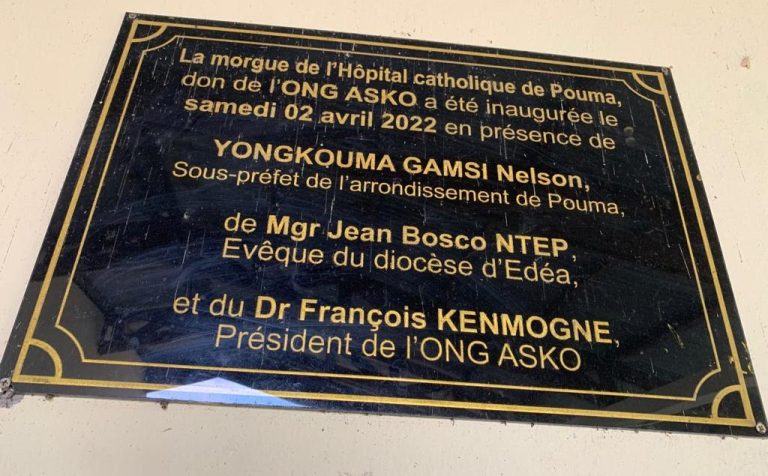 La morgue de l'Hôpital catholique de Pouma,
don de l'ONG ASKO a été inaugurée le
samedi 02 avril 2022 en présence de
YONGKOUMA GAMSI Nelson,
Sous-préfet de l'arrondissement de Pouma,
de Mgr Jean Bosco NTEP,
Evêque du diocèse d'Edéa,
et du Dr François KENMOGNE,
Président de l'ONG ASKO